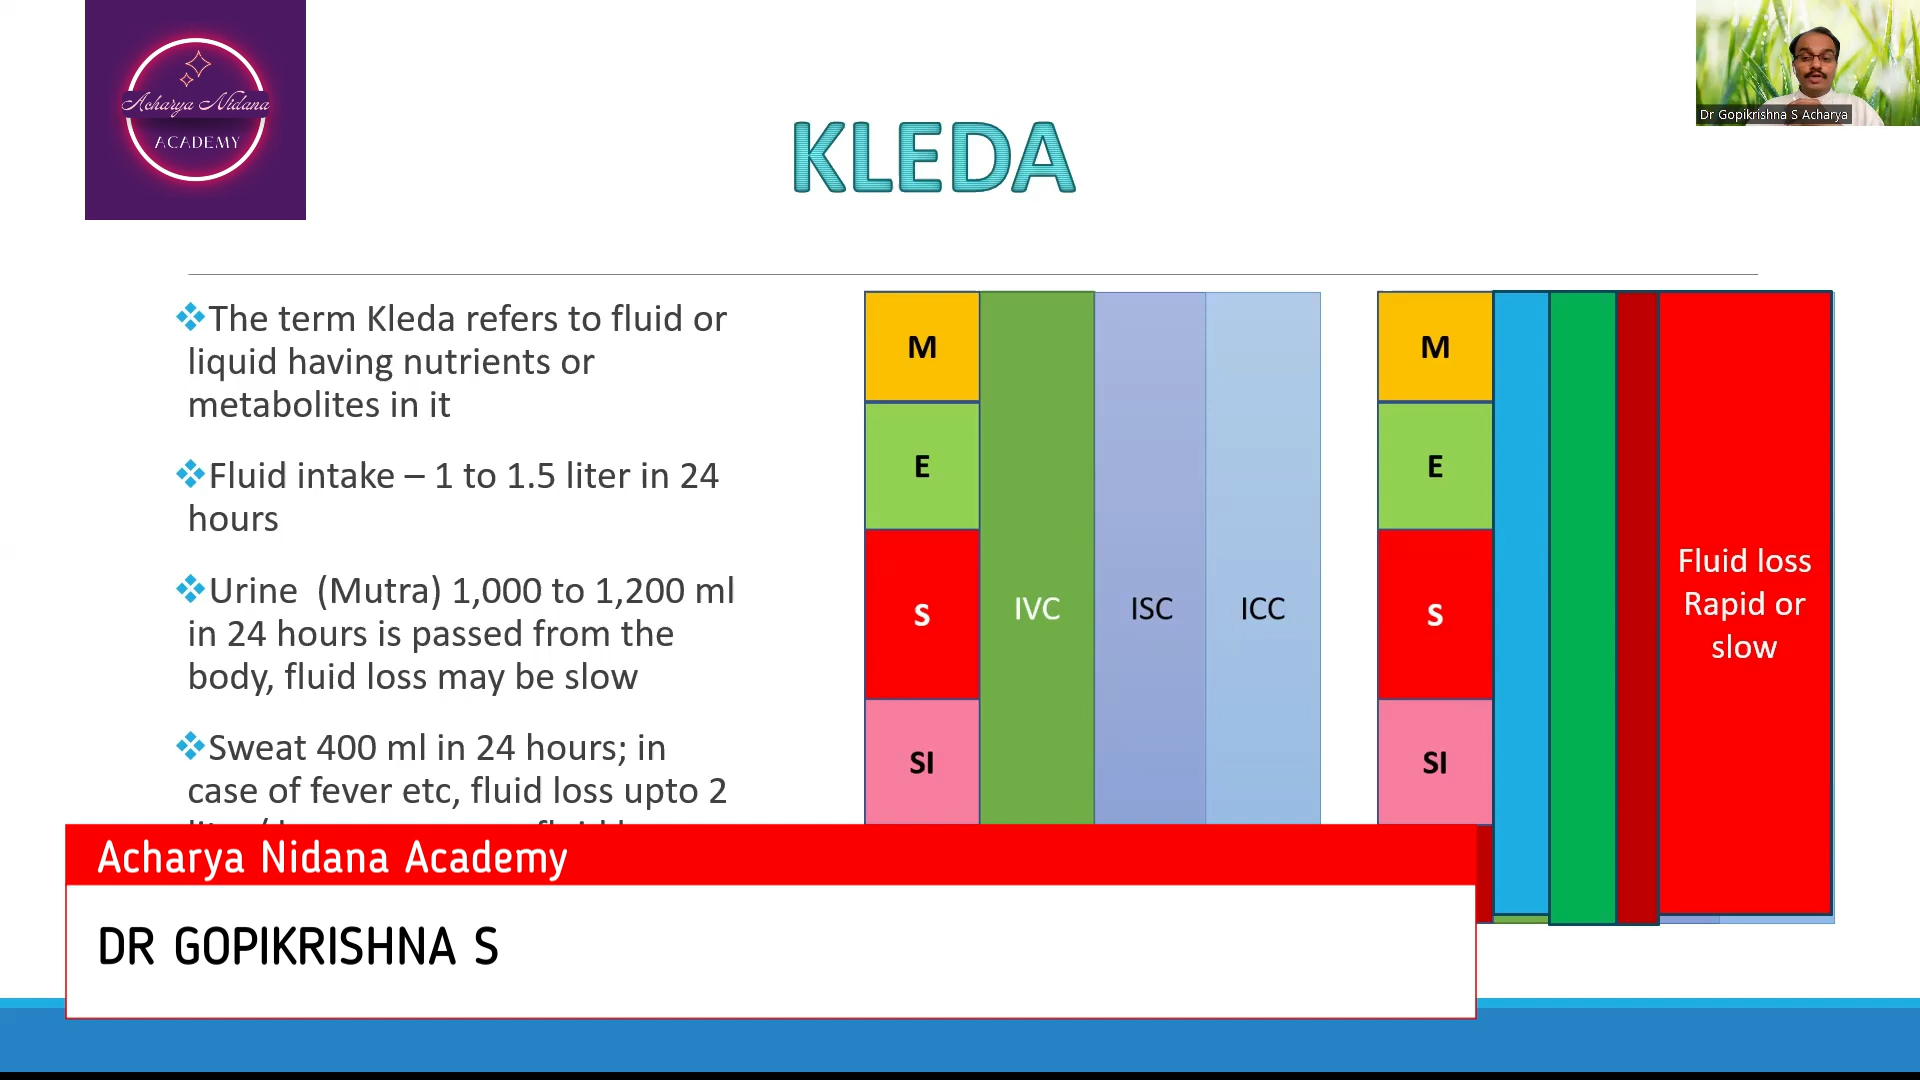 Acharya Nidana
ACADEMY
Dr Gopikrishna S Acharya
KLEDA
The term Kleda refers to fluid or
liquid having nutrients or
metabolites in it
Fluid intake – 1 to 1.5 liter in 24
hours
Urine (Mutra) 1,000 to 1,200 ml
in 24 hours is passed from the
body, fluid loss may be slow
Sweat 400 ml in 24 hours; in
case of fever etc, fluid loss upto 2
M
E
S
SI
IVC
ISC
ICC
M
E
S
SI
Fluid loss
Rapid or
slow
Acharya Nidana Academy
DR GOPIKRISHNA S